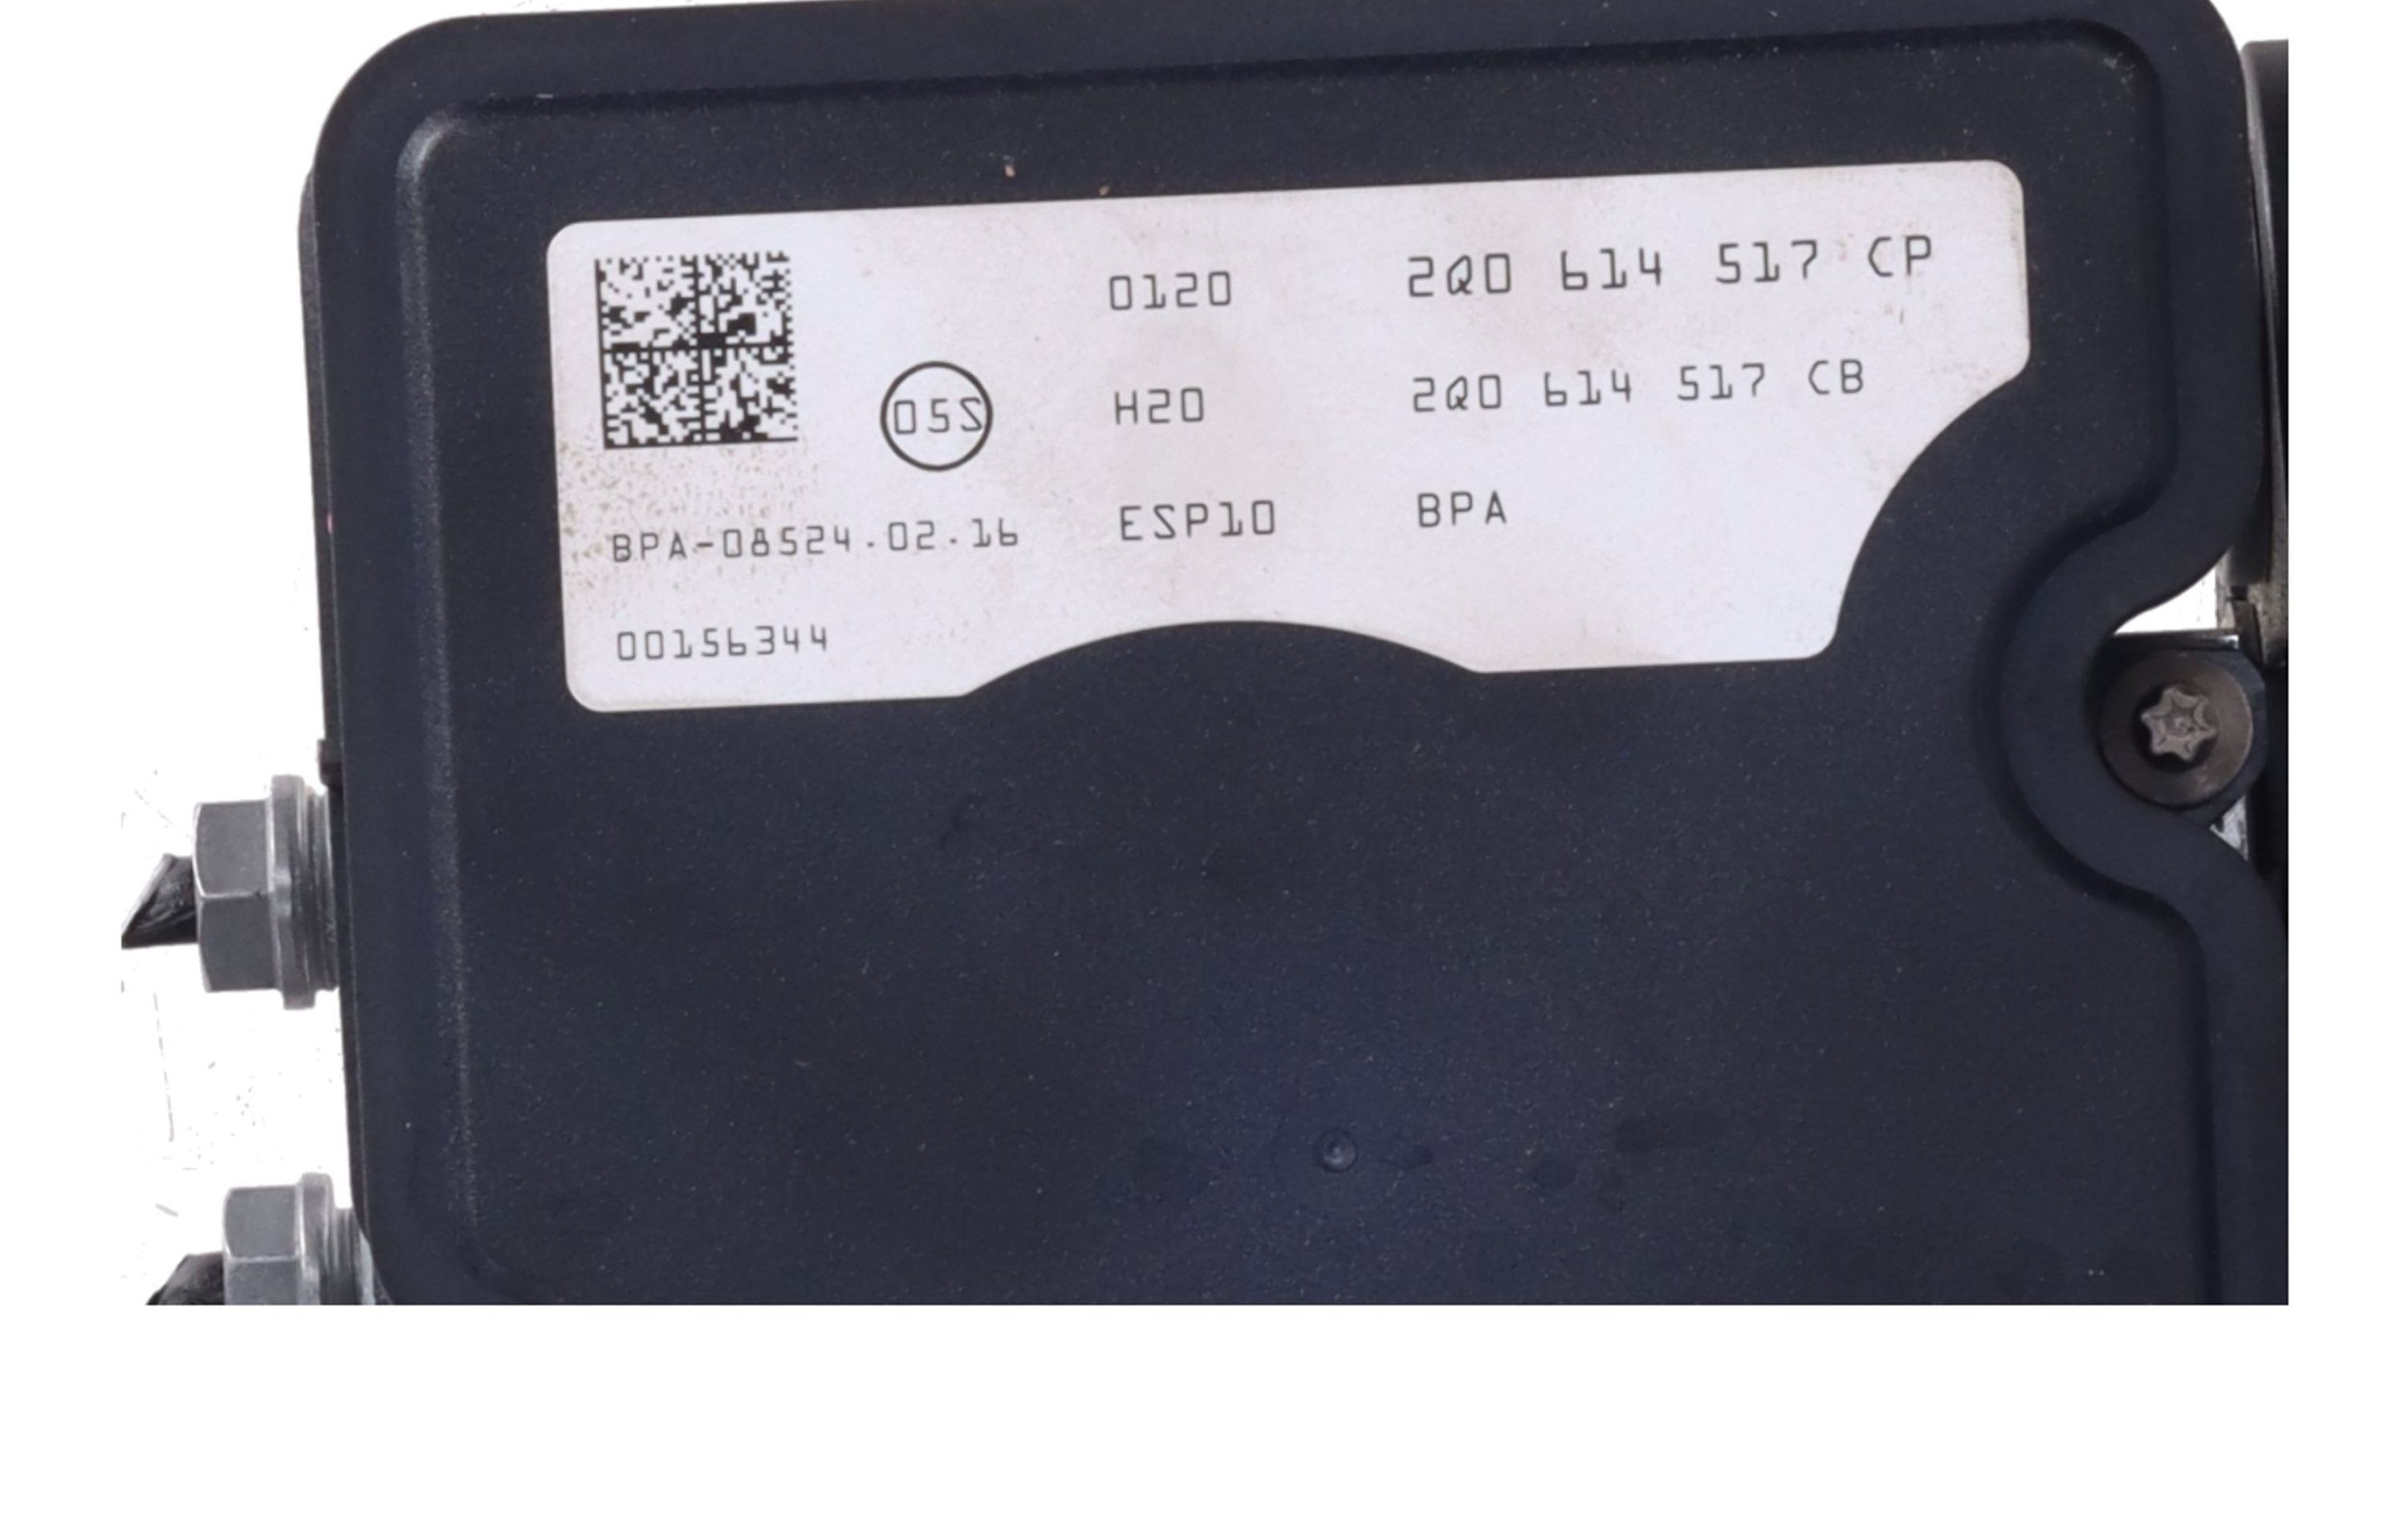 0120 2Q0 614 517 CP
05S H20 2Q0 614 517 CB
BPA-08524.02.16 ESP10 BPA
00156344